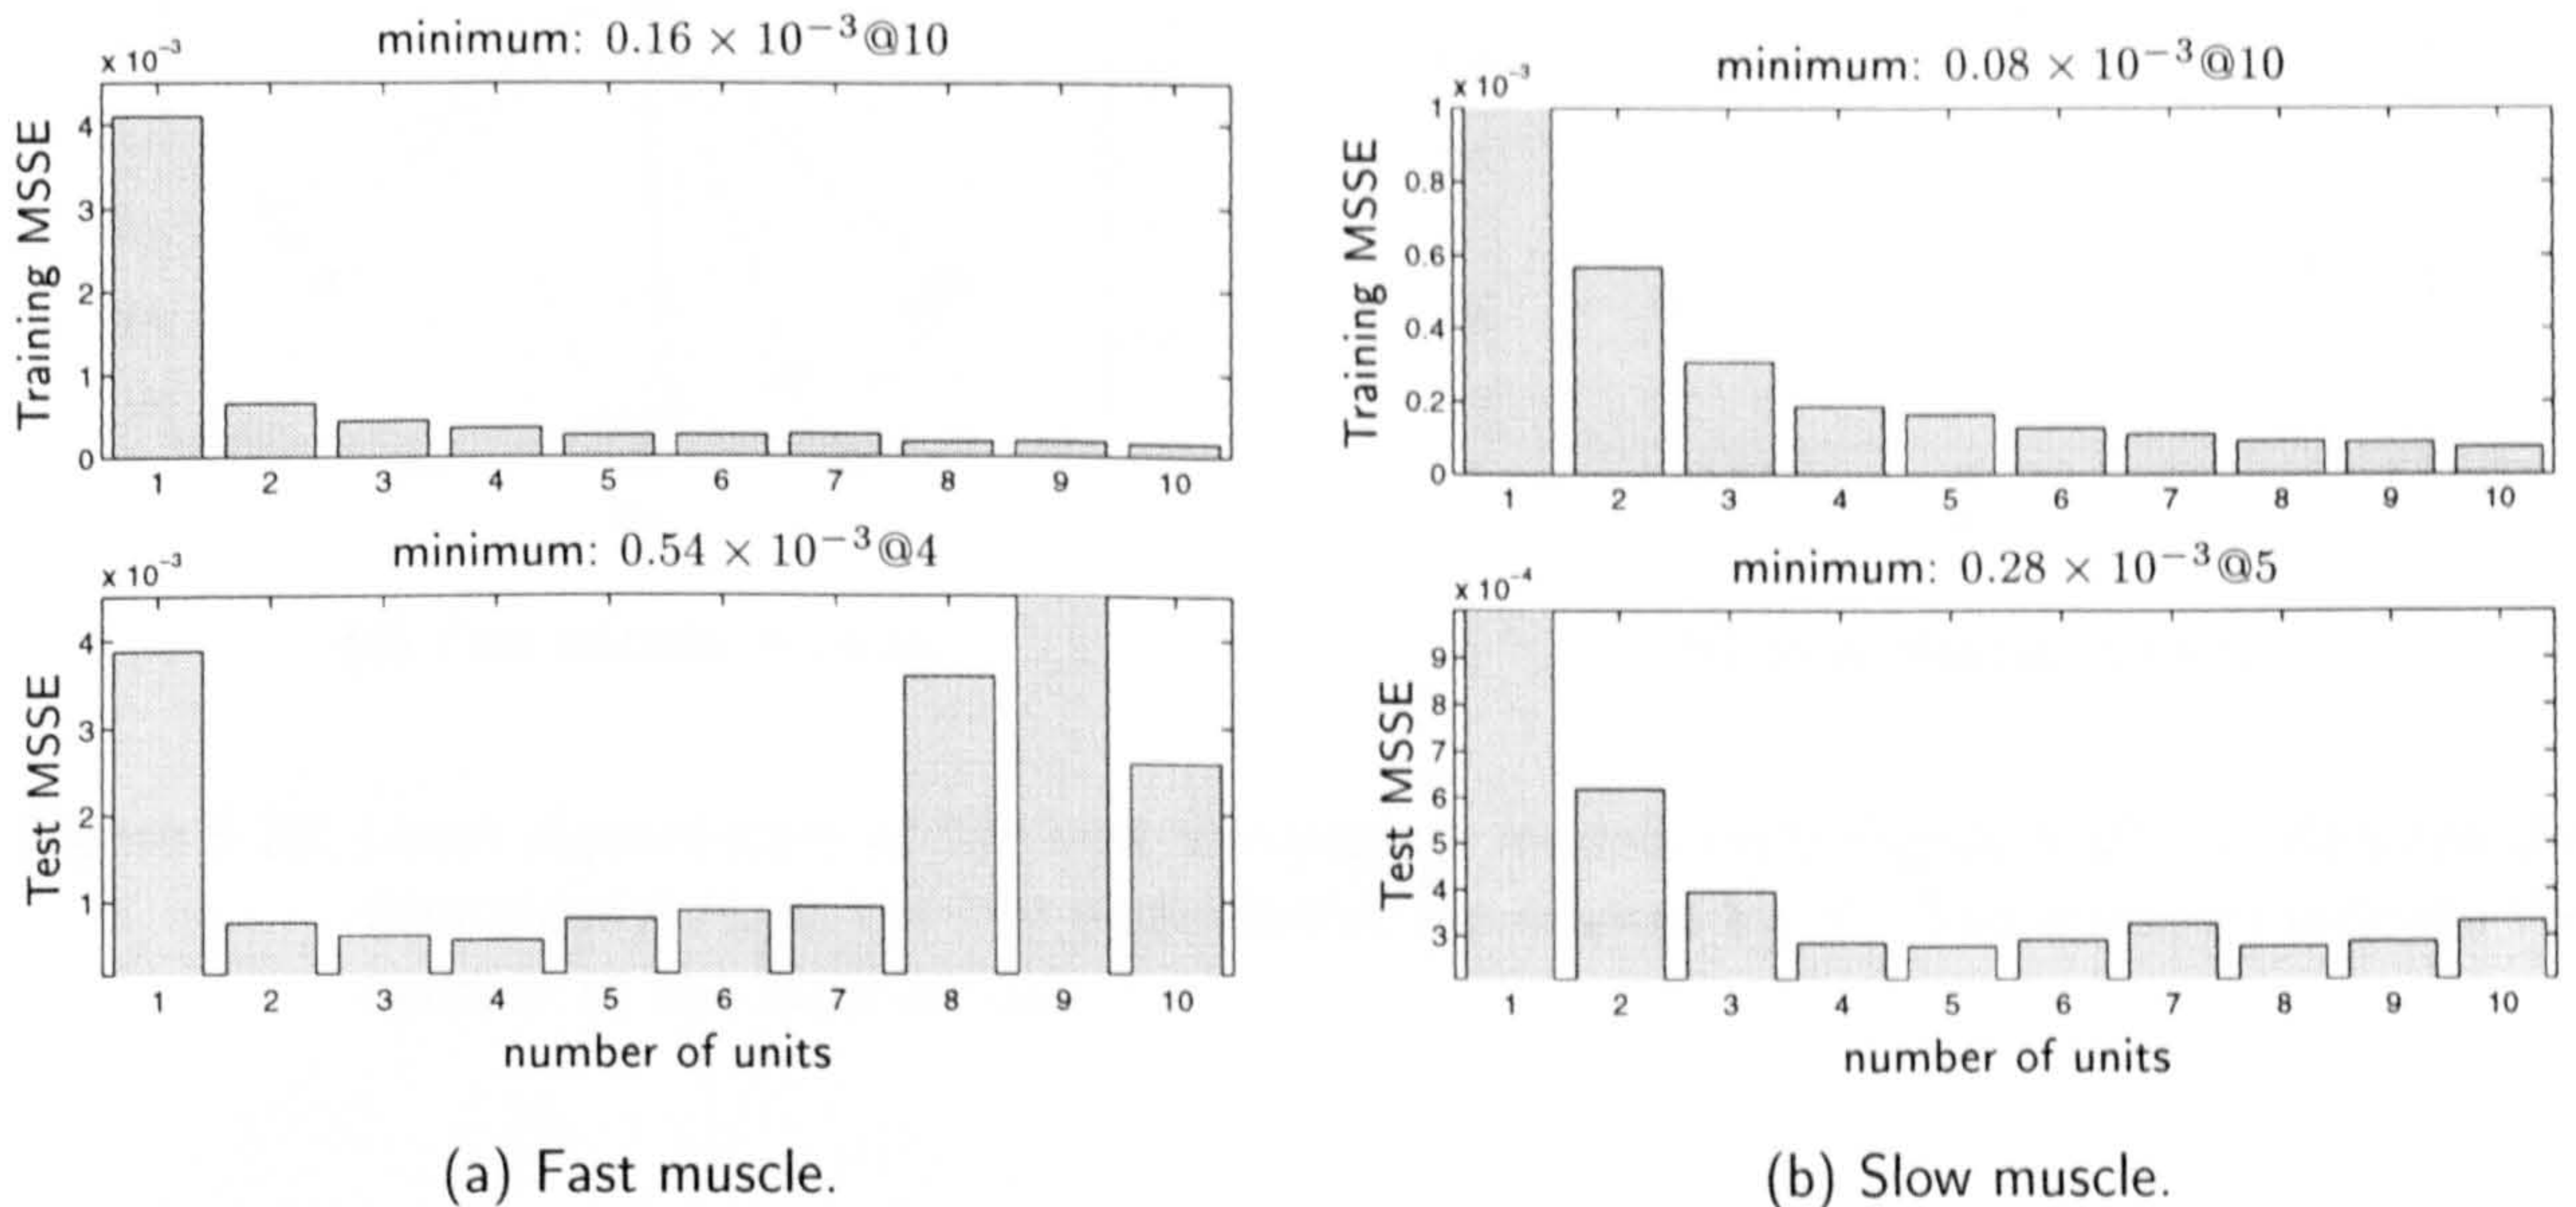 minimum: 0.16 × 10⁻³@10
x 10⁻³
Training MSSE
4
3
2
1
0
1 2 3 4 5 6 7 8 9 10
minimum: 0.54 × 10⁻³@4
x 10⁻³
Test MSSE
4
3
2
1
1 2 3 4 5 6 7 8 9 10
number of units
(a) Fast muscle.
minimum: 0.08 × 10⁻³@10
x 10⁻³
Training MSSE
1
0.8
0.6
0.4
0.2
0
1 2 3 4 5 6 7 8 9 10
minimum: 0.28 × 10⁻³@5
x 10⁻⁴
Test MSSE
9
8
7
6
5
4
3
1 2 3 4 5 6 7 8 9 10
number of units
(b) Slow muscle.